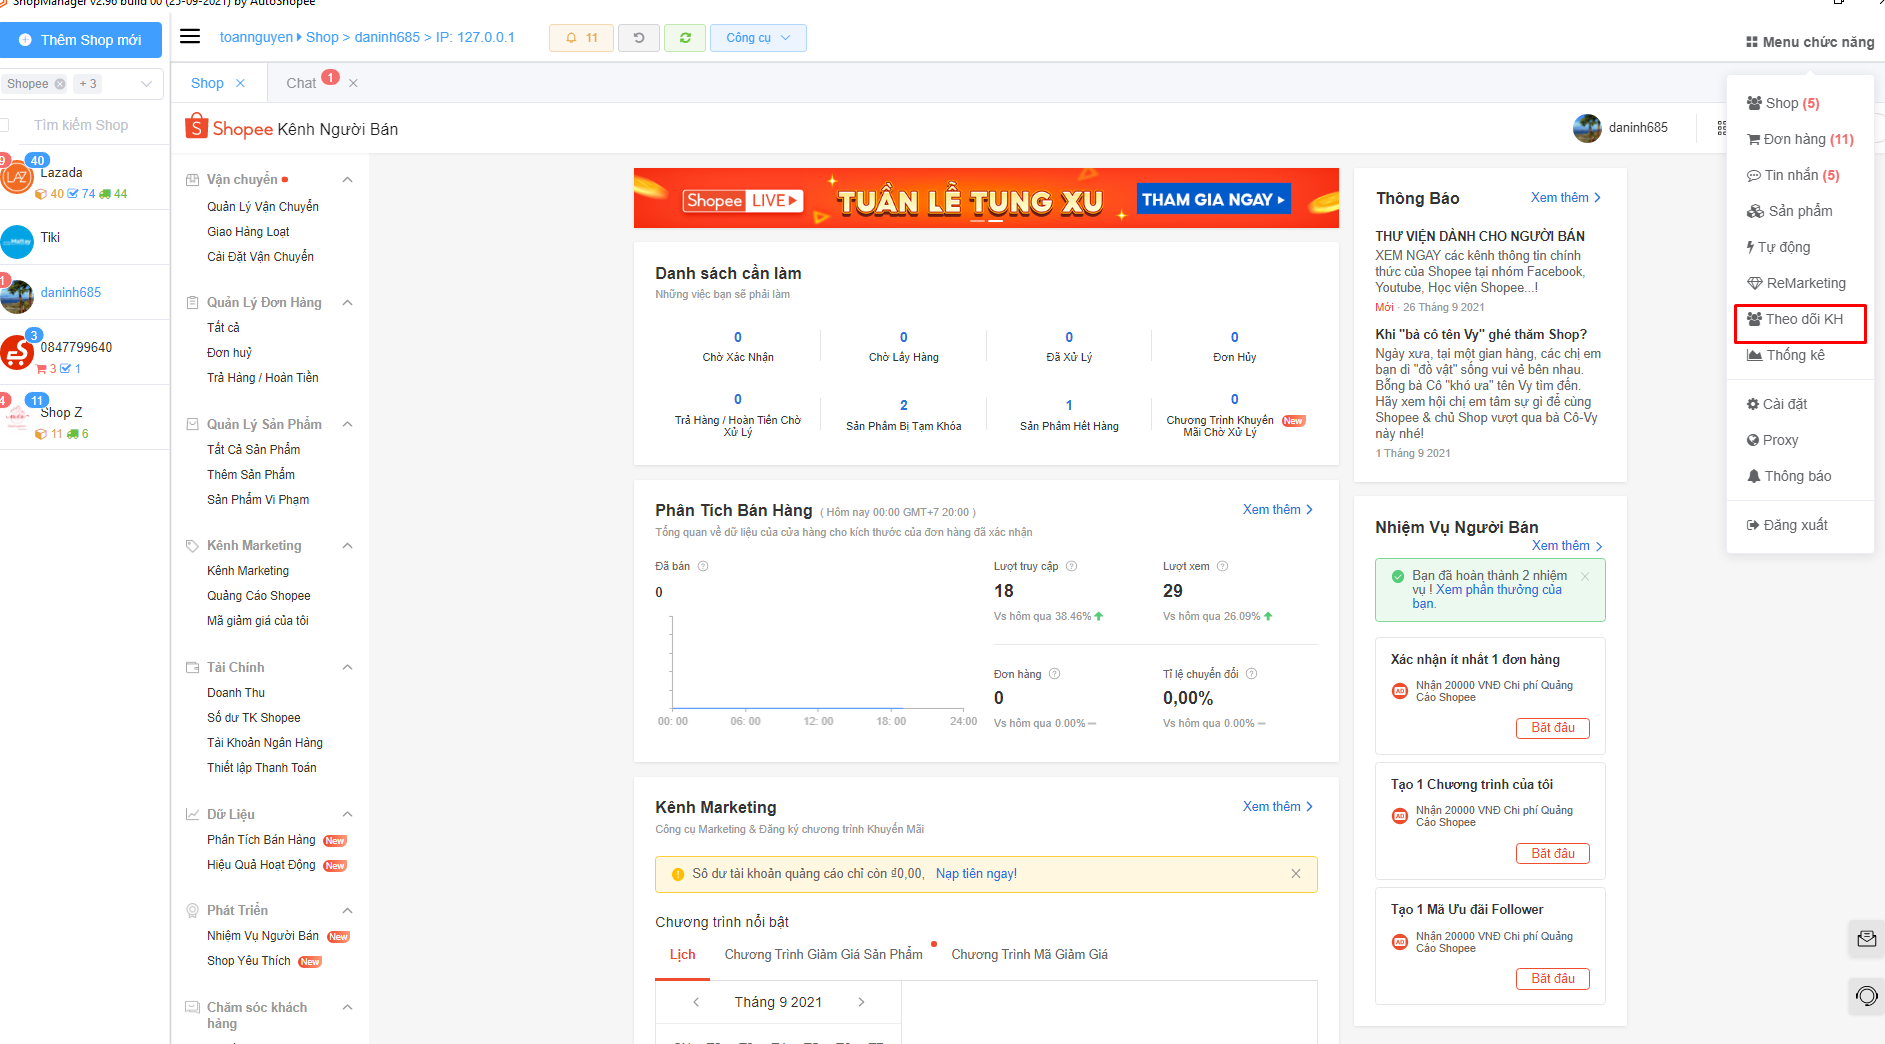 ShopManager v2.96 build 00 (25-09-2021) by AutoShopee
Thêm Shop mới
toannguyen
Shop > daninh685 > IP: 127.0.0.1
11
Công cụ
Menu chức năng
Shopee
+ 3
Shop
Chat
1
Tìm kiếm Shop
Shopee Kênh Người Bán
daninh685
9
40
LAZ
Lazada
40 74 44
Tiki
1
daninh685
3
0847799640
3 1
4
11
Shop Z
11 6
Vận chuyển
Quản Lý Vận Chuyển
Giao Hàng Loạt
Cài Đặt Vận Chuyển
Quản Lý Đơn Hàng
Tất cả
Đơn huỷ
Trả Hàng / Hoàn Tiền
Quản Lý Sản Phẩm
Tất Cả Sản Phẩm
Thêm Sản Phẩm
Sản Phẩm Vi Phạm
Kênh Marketing
Kênh Marketing
Quảng Cáo Shopee
Mã giảm giá của tôi
Tài Chính
Doanh Thu
Số dư TK Shopee
Tài Khoản Ngân Hàng
Thiết lập Thanh Toán
Dữ Liệu
Phân Tích Bán Hàng New
Hiệu Quả Hoạt Động New
Phát Triển
Nhiệm Vụ Người Bán New
Shop Yêu Thích New
Chăm sóc khách
hàng
Shopee LIVE
TUẦN LỄ TUNG XU
THAM GIA NGAY
Danh sách cần làm
Những việc bạn sẽ phải làm
0
Chờ Xác Nhận
0
Chờ Lấy Hàng
0
Đã Xử Lý
0
Đơn Hủy
0
Trả Hàng / Hoàn Tiền Chờ
Xử Lý
2
Sản Phẩm Bị Tạm Khóa
1
Sản Phẩm Hết Hàng
0
Chương Trình Khuyến
Mãi Chờ Xử Lý
New
Phân Tích Bán Hàng ( Hôm nay 00:00 GMT+7 20:00 )
Xem thêm
Tổng quan về dữ liệu của cửa hàng cho kích thước của đơn hàng đã xác nhận
Đã bán
0
00: 00 06: 00 12: 00 18: 00 24:00
Lượt truy cập
18
Vs hôm qua 38.46%
Lượt xem
29
Vs hôm qua 26.09%
Đơn hàng
0
Vs hôm qua 0.00%
Tỉ lệ chuyển đổi
0,00%
Vs hôm qua 0.00%
Kênh Marketing
Xem thêm
Công cụ Marketing & Đăng ký chương trình Khuyến Mãi
Số dư tài khoản quảng cáo chỉ còn ₫0,00, Nạp tiền ngay!
Chương trình nổi bật
Lịch
Chương Trình Giảm Giá Sản Phẩm
Chương Trình Mã Giảm Giá
Tháng 9 2021
Thông Báo
Xem thêm
THƯ VIỆN DÀNH CHO NGƯỜI BÁN
XEM NGAY các kênh thông tin chính
thức của Shopee tại nhóm Facebook,
Youtube, Học viện Shopee...!
Mới · 26 Tháng 9 2021
Khi "bà cô tên Vy" ghé thăm Shop?
Ngày xưa, tại một gian hàng, các chị em
bạn dì "đồ vật" sống vui vẻ bên nhau.
Bỗng bà Cô "khó ưa" tên Vy tìm đến.
Hãy xem hội chị em tâm sự gì để cùng
Shopee & chủ Shop vượt qua bà Cô-Vy
này nhé!
1 Tháng 9 2021
Nhiệm Vụ Người Bán
Xem thêm
Bạn đã hoàn thành 2 nhiệm
vụ ! Xem phần thưởng của
bạn.
Xác nhận ít nhất 1 đơn hàng
Nhận 20000 VNĐ Chi phí Quảng
Cáo Shopee
Bắt đầu
Tạo 1 Chương trình của tôi
Nhận 20000 VNĐ Chi phí Quảng
Cáo Shopee
Bắt đầu
Tạo 1 Mã Ưu đãi Follower
Nhận 20000 VNĐ Chi phí Quảng
Cáo Shopee
Bắt đầu
Shop (5)
Đơn hàng (11)
Tin nhắn (5)
Sản phẩm
Tự động
ReMarketing
Theo dõi KH
Thống kê
Cài đặt
Proxy
Thông báo
Đăng xuất